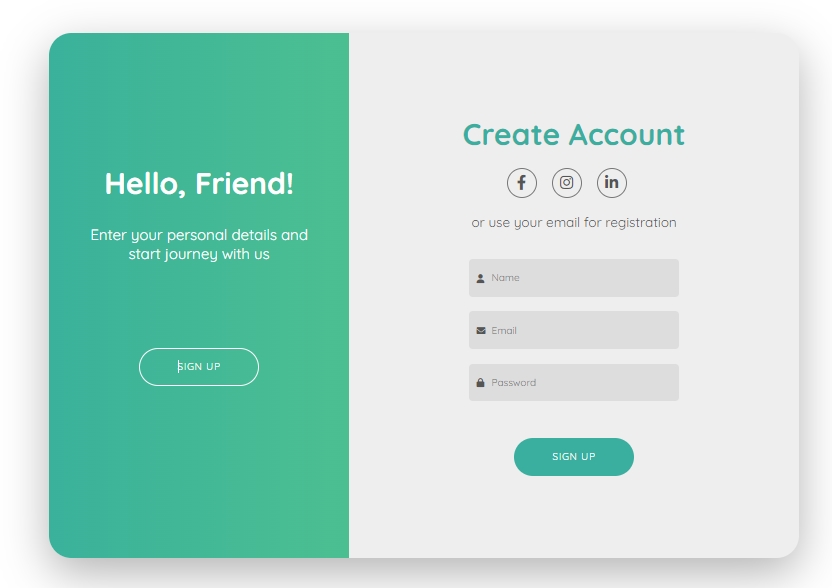 Hello, Friend!
Enter your personal details and
start journey with us
SIGN UP
Create Account
or use your email for registration
Name
Email
Password
SIGN UP